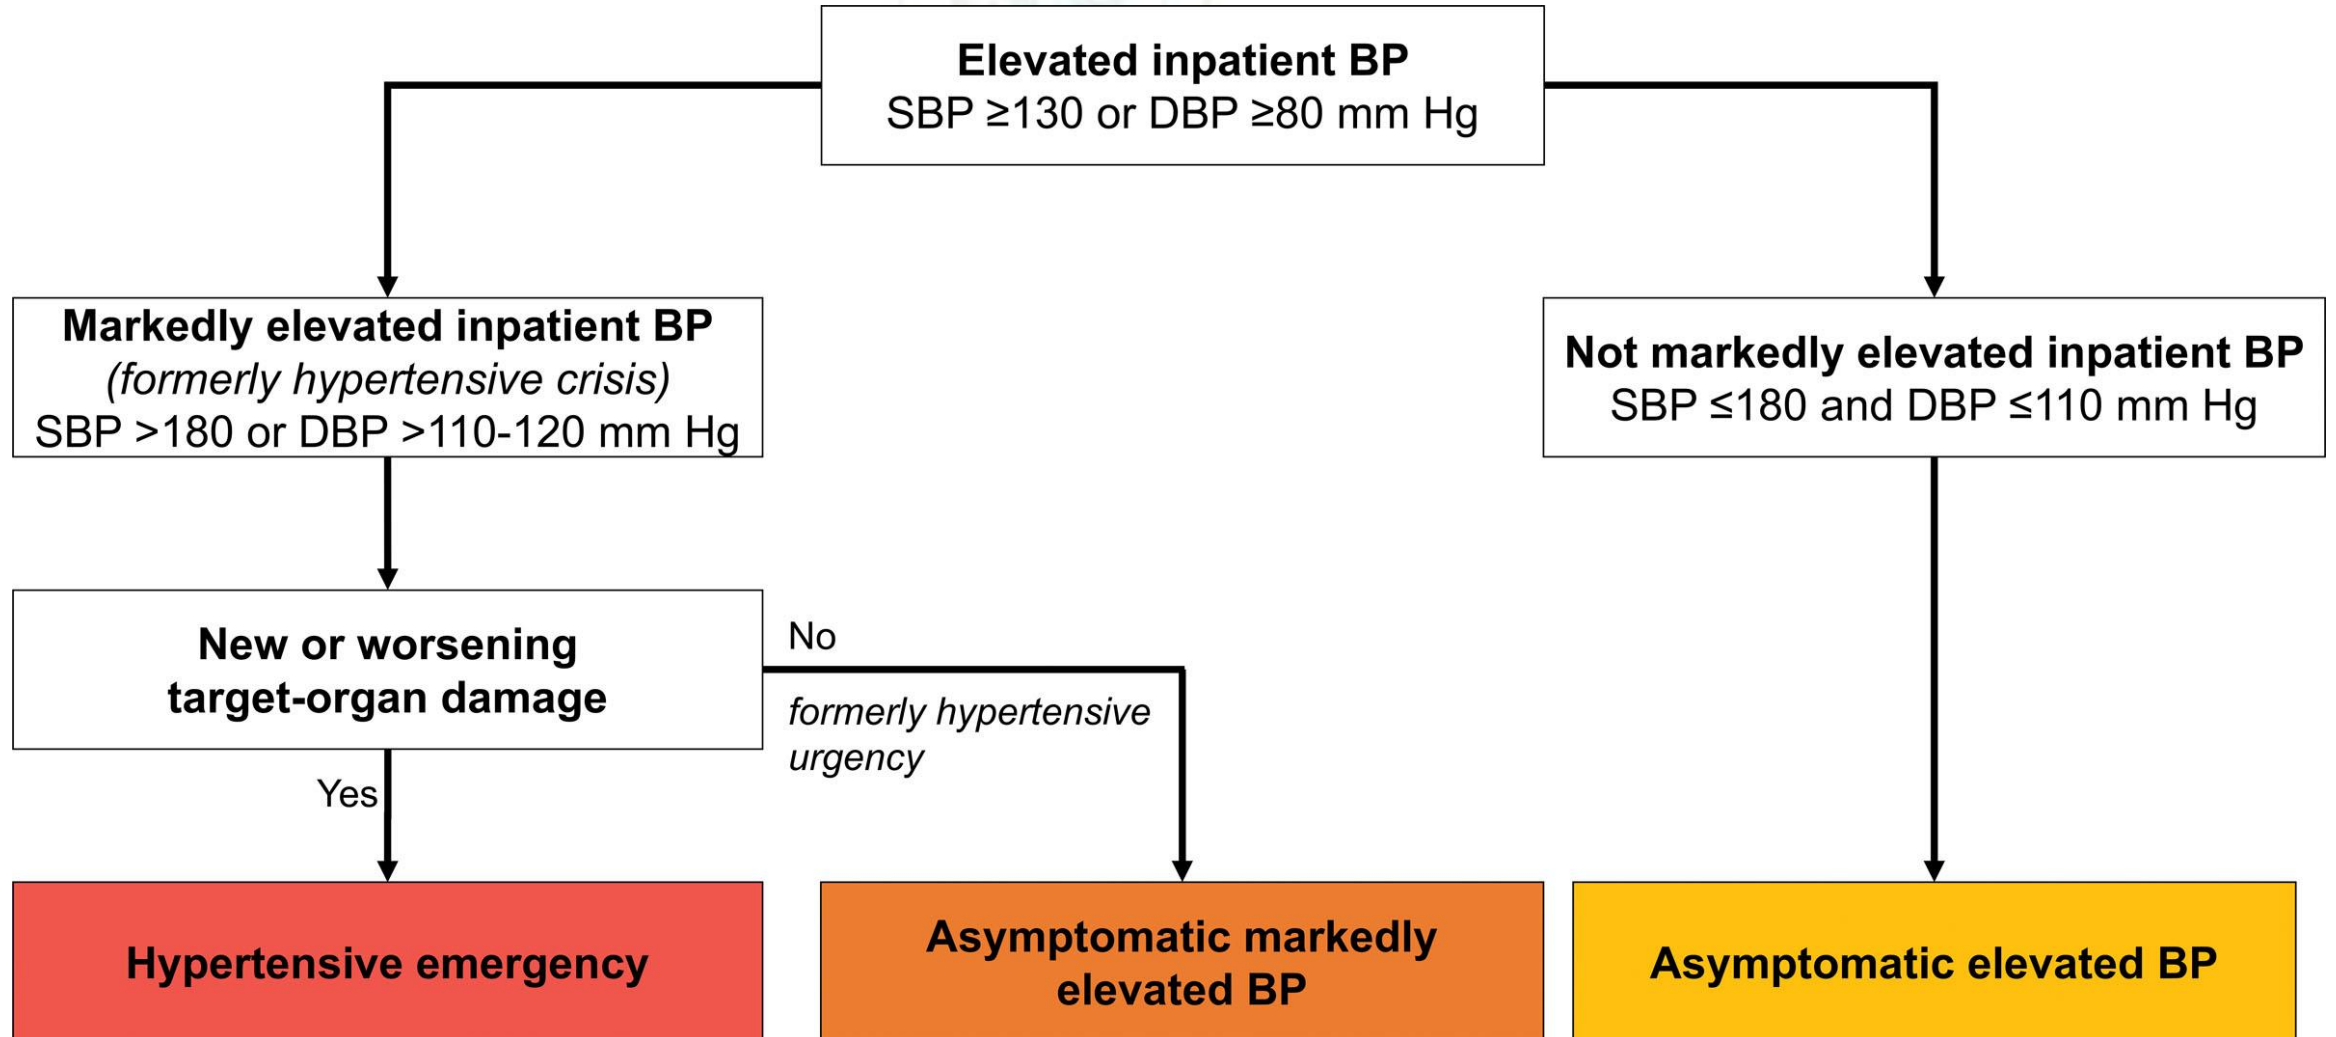 Elevated inpatient BP
SBP ≥130 or DBP ≥80 mm Hg
Markedly elevated inpatient BP
(formerly hypertensive crisis)
SBP >180 or DBP >110-120 mm Hg
Not markedly elevated inpatient BP
SBP ≤180 and DBP ≤110 mm Hg
New or worsening
target-organ damage
No
formerly hypertensive
urgency
Yes
Hypertensive emergency
Asymptomatic markedly
elevated BP
Asymptomatic elevated BP